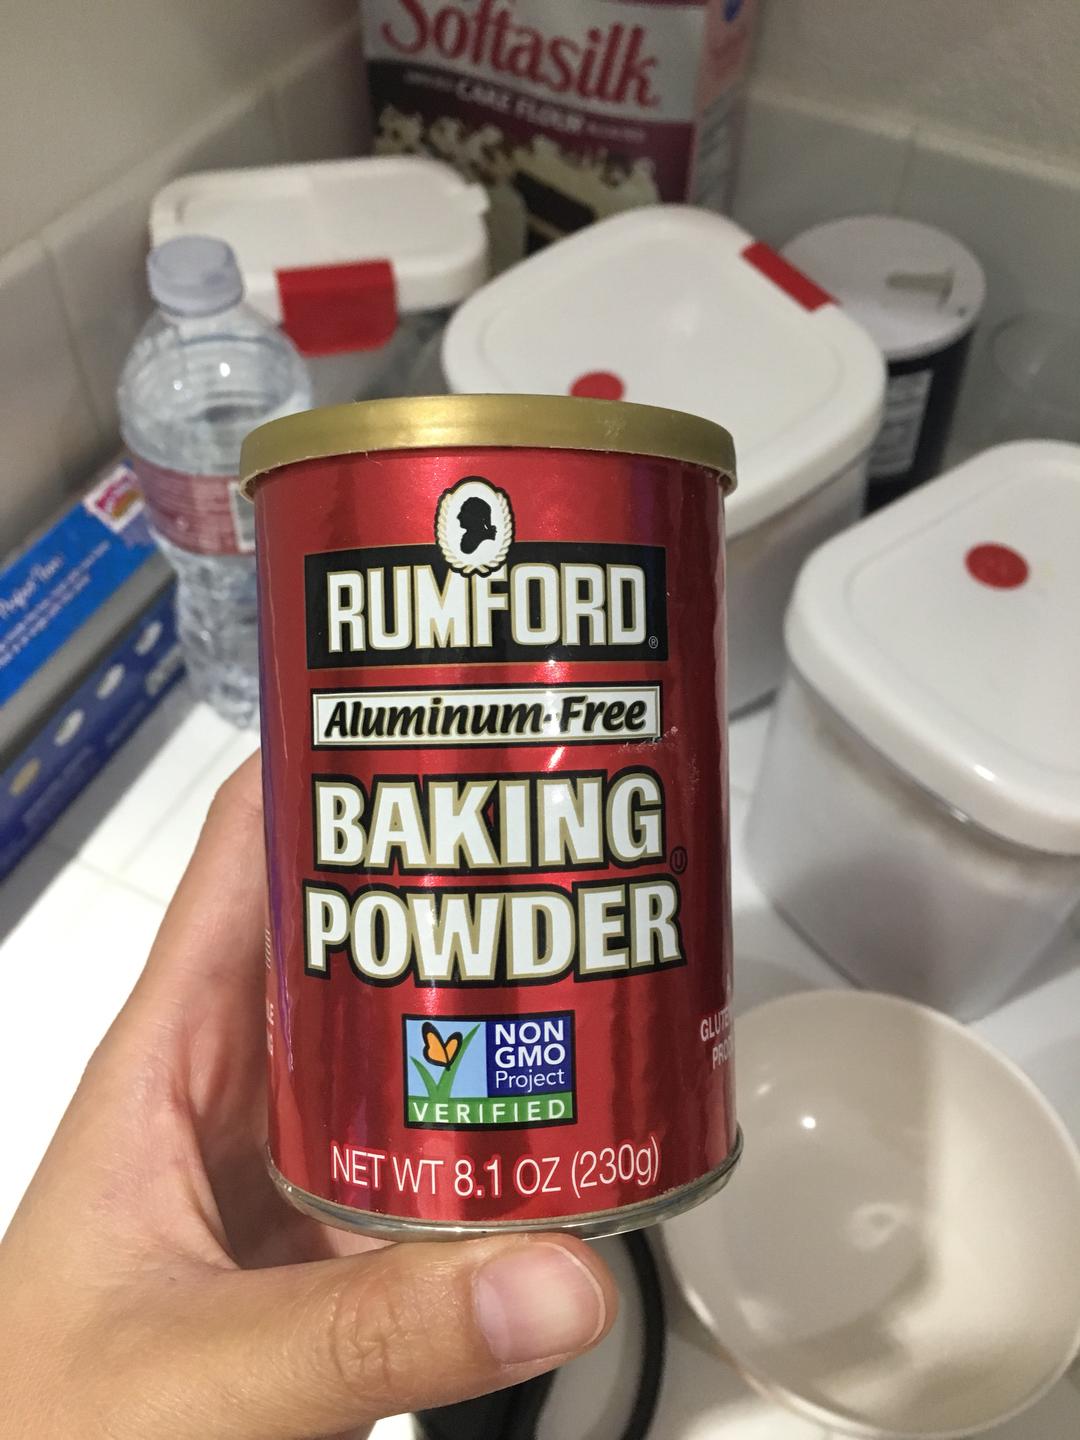 Softasilk
CAKE FLOUR
RUMFORD®
Aluminum-Free
BAKING
POWDER
U
NON
GMO
Project
VERIFIED
NET WT 8.1 OZ (230g)